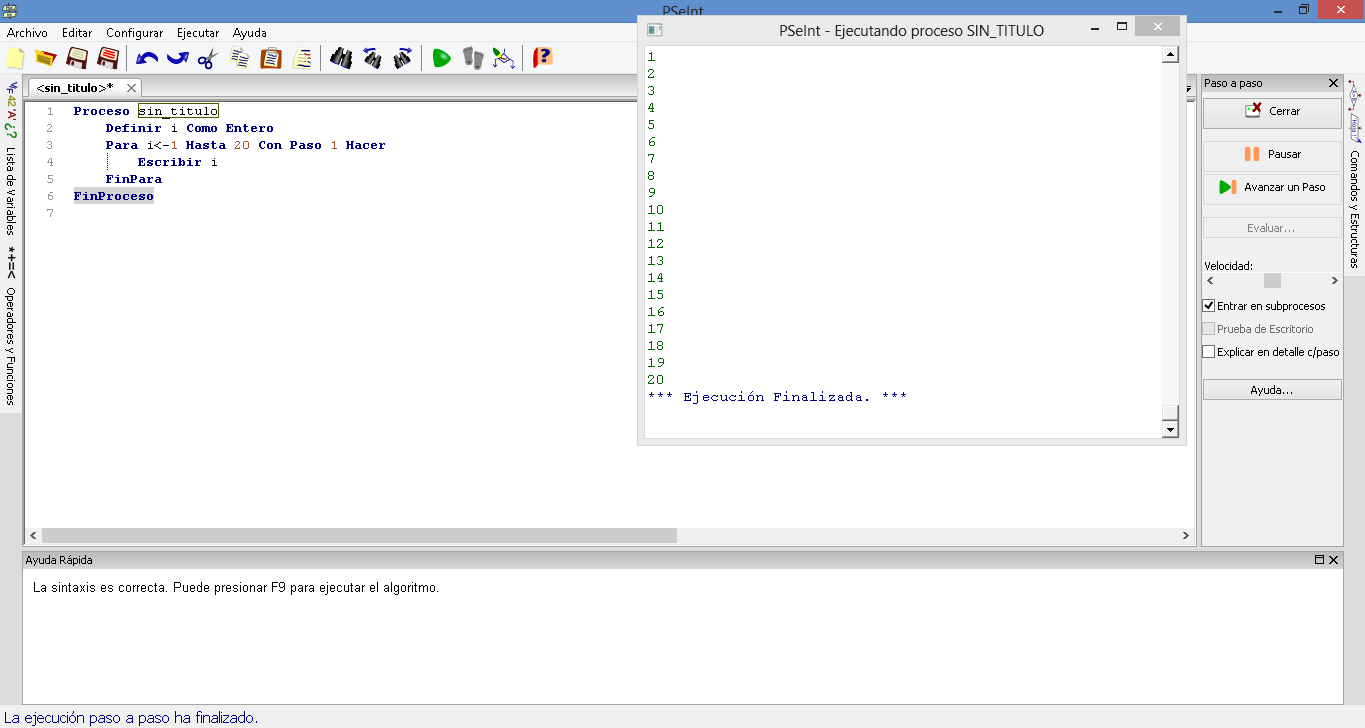 PSeInt
Archivo Editar Configurar Ejecutar Ayuda
<sin_titulo>*
1 Proceso sin_titulo
2 Definir i Como Entero
3 Para i<-1 Hasta 20 Con Paso 1 Hacer
4 Escribir i
5 FinPara
6 FinProceso
7
42 'A' ¿?
Lista de Variables
*+=<
Operadores y Funciones
PSeInt - Ejecutando proceso SIN_TITULO
1
2
3
4
5
6
7
8
9
10
11
12
13
14
15
16
17
18
19
20
*** Ejecución Finalizada. ***
Paso a paso
Cerrar
Pausar
Avanzar un Paso
Evaluar...
Velocidad:
Entrar en subprocesos
Prueba de Escritorio
Explicar en detalle c/paso
Ayuda...
Comandos y Estructuras
Ayuda Rápida
La sintaxis es correcta. Puede presionar F9 para ejecutar el algoritmo.
La ejecución paso a paso ha finalizado.